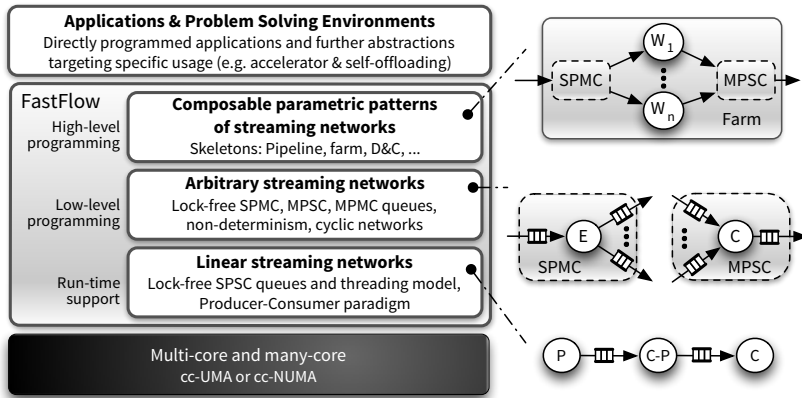 Applications & Problem Solving Environments
Directly programmed applications and further abstractions
targeting specific usage (e.g. accelerator & self-offloading)
FastFlow
High-level
programming
Composable parametric patterns
of streaming networks
Skeletons: Pipeline, farm, D&C, ...
Low-level
programming
Arbitrary streaming networks
Lock-free SPMC, MPSC, MPMC queues,
non-determinism, cyclic networks
Run-time
support
Linear streaming networks
Lock-free SPSC queues and threading model,
Producer-Consumer paradigm
Multi-core and many-core
cc-UMA or cc-NUMA
W1
SPMC
MPSC
Wn
Farm
E
SPMC
C
MPSC
P
C-P
C